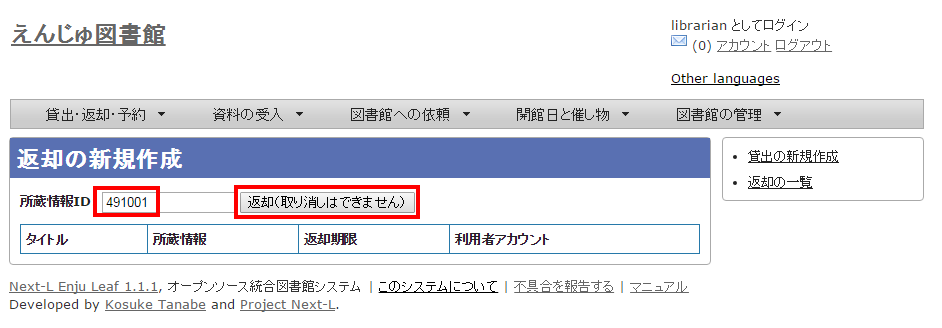 えんじゅ図書館
librarian としてログイン
(0) アカウント ログアウト
Other languages
貸出・返却・予約 資料の受入 図書館への依頼 開館日と催し物 図書館の管理
返却の新規作成
所蔵情報ID 491001 返却(取り消しはできません)
タイトル 所蔵情報 返却期限 利用者アカウント
・貸出の新規作成
・返却の一覧
Next-L Enju Leaf 1.1.1, オープンソース統合図書館システム | このシステムについて | 不具合を報告する | マニュアル
Developed by Kosuke Tanabe and Project Next-L.